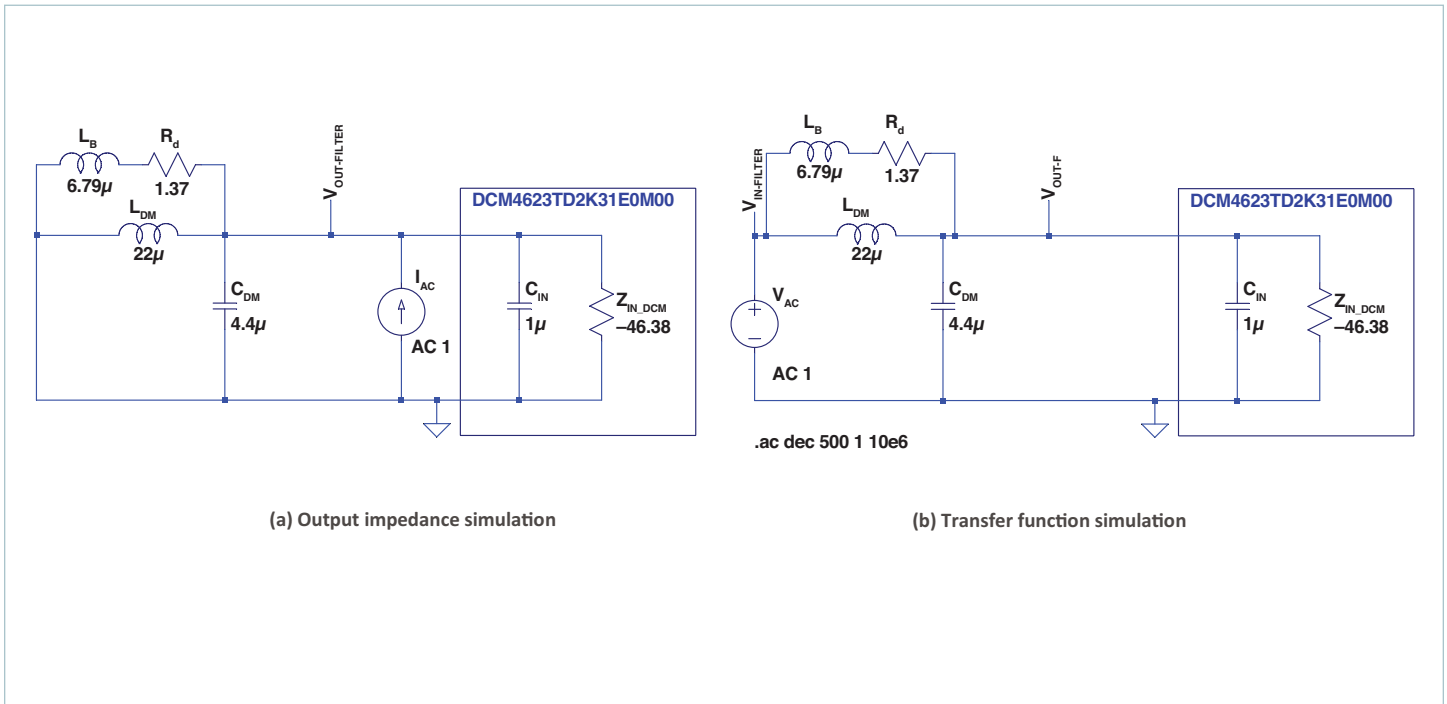 L_B
6.79µ
R_d
1.37
L_DM
22µ
V_OUT-FILTER
C_DM
4.4µ
I_AC
AC 1
DCM4623TD2K31E0M00
C_IN
1µ
Z_IN_DCM
–46.38
(a) Output impedance simulation
V_IN-FILTER
L_B
6.79µ
R_d
1.37
L_DM
22µ
V_OUT-F
V_AC
+
–
AC 1
C_DM
4.4µ
DCM4623TD2K31E0M00
C_IN
1µ
Z_IN_DCM
–46.38
.ac dec 500 1 10e6
(b) Transfer function simulation